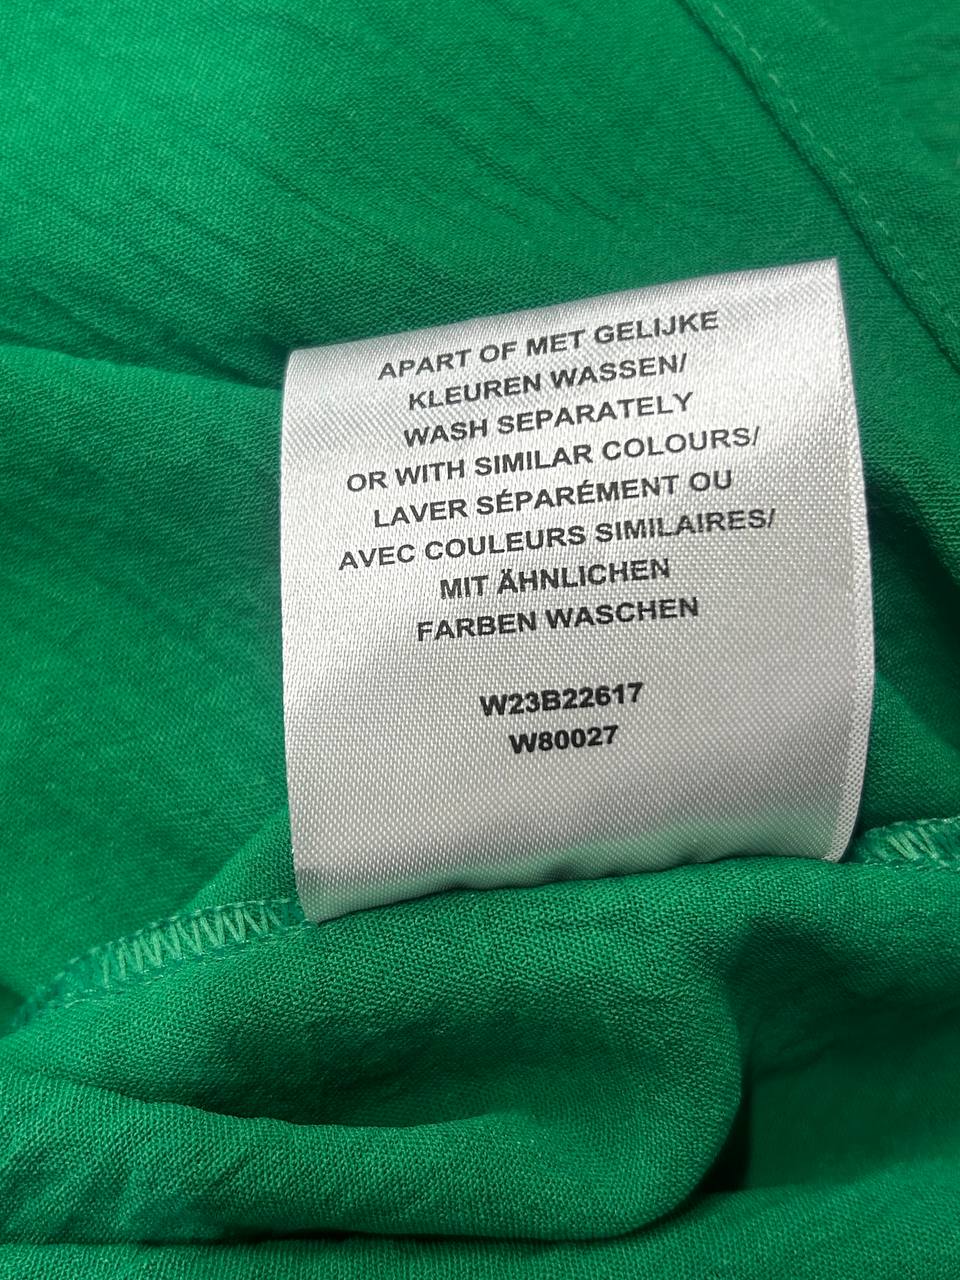 APART OF MET GELIJKE
KLEUREN WASSEN/
WASH SEPARATELY
OR WITH SIMILAR COLOURS/
LAVER SÉPARÉMENT OU
AVEC COULEURS SIMILAIRES/
MIT ÄHNLICHEN
FARBEN WASCHEN
W23B22617
W80027